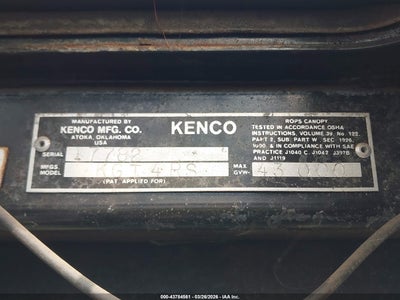 MANUFACTURED BY
KENCO MFG. CO.
ATOKA, OKLAHOMA
USA
KENCO
ROPS CANOPY
TESTED IN ACCORDANCE OSHA
INSTRUCTIONS, VOLUME 39, No. 122,
PART 2, SUB. PART W SEC. 1926.
& IN COMPLIANCE WITH SAE
PRACTICE J1040 C. J1042 J397B
AND J1119
SERIAL
MFGS. MODEL
MAX GVW-
(PAT. APPLIED FOR)
000-43784561 - 03/26/2026 - IAA Inc.